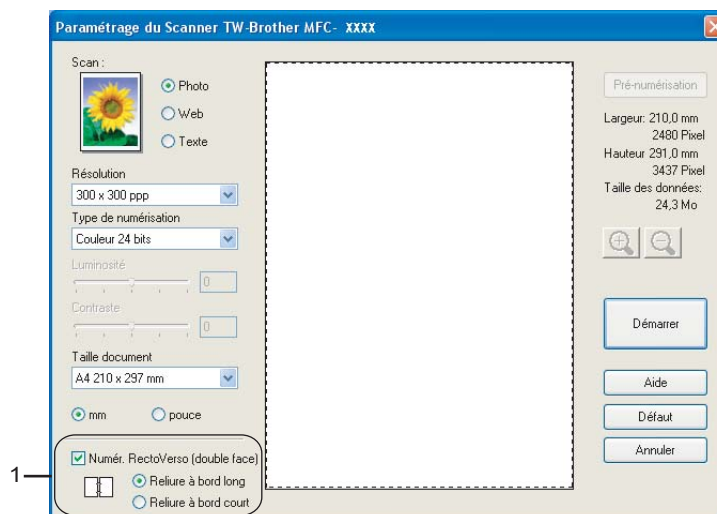 Paramétrage du Scanner TW-Brother MFC- XXXX
Scan :
Photo
Web
Texte
Résolution
300 x 300 ppp
Type de numérisation
Couleur 24 bits
Luminosité
0
Contraste
0
Taille document
A4 210 x 297 mm
mm
pouce
1
Numér. RectoVerso (double face)
Reliure à bord long
Reliure à bord court
Pré-numérisation
Largeur: 210,0 mm
2480 Pixel
Hauteur 291,0 mm
3437 Pixel
Taille des données:
24,3 Mo
Démarrer
Aide
Défaut
Annuler